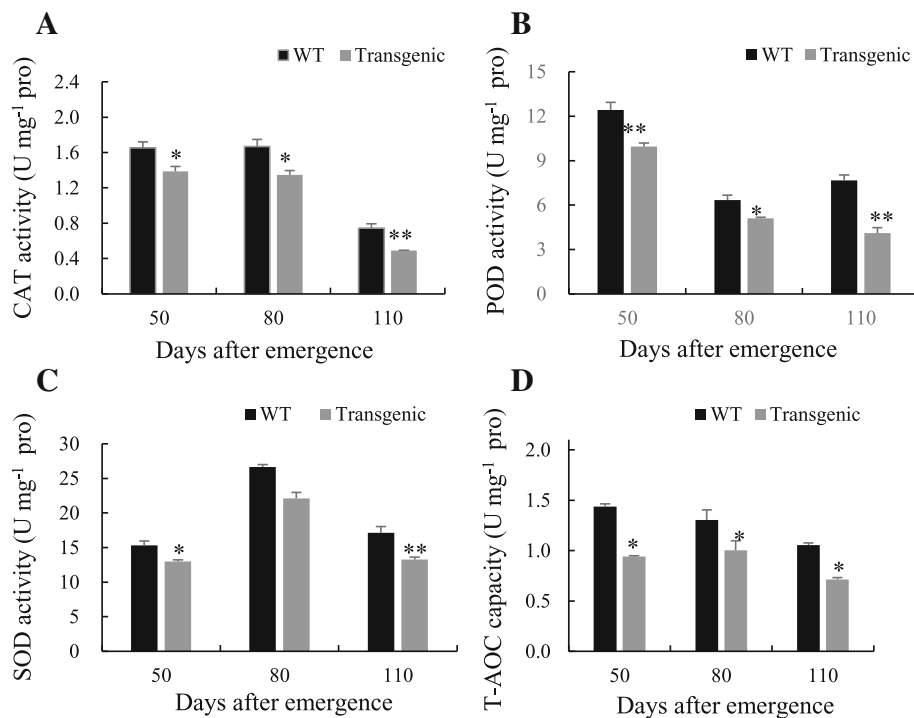 A
WT Transgenic
CAT activity (U mg⁻¹ pro)
2.4
2.0
1.6
1.2
0.8
0.4
0.0
*
*
**
50 80 110
Days after emergence
B
WT Transgenic
POD activity (U mg⁻¹ pro)
15
12
9
6
3
0
**
*
**
50 80 110
Days after emergence
C
WT Transgenic
SOD activity (U mg⁻¹ pro)
30
25
20
15
10
5
0
*
**
50 80 110
Days after emergence
D
WT Transgenic
T-AOC capacity (U mg⁻¹ pro)
2.0
1.5
1.0
0.5
0.0
*
*
*
50 80 110
Days after emergence